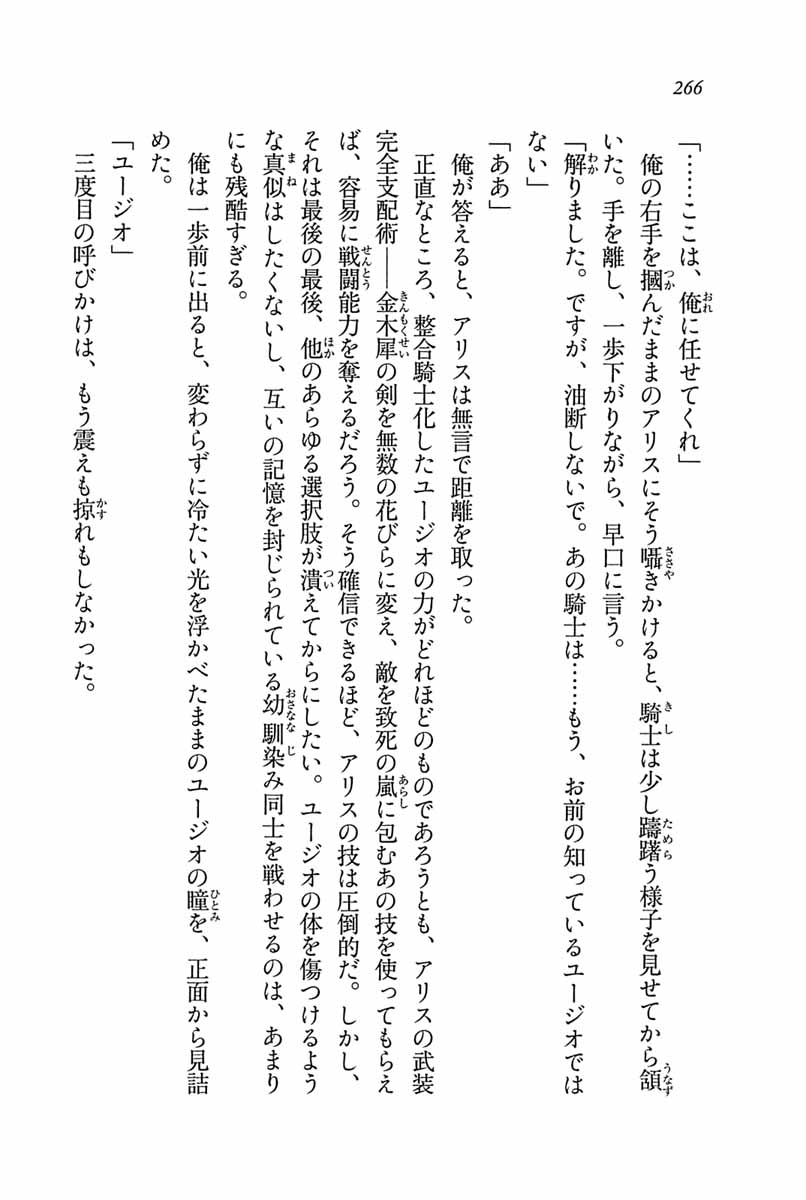 266
「……ここは、俺に任せてくれ」
俺の右手を摑んだままのアリスにそう囁きかけると、騎士は少し躊躇う様子を見せてから頷
いた。手を離し、一歩下がりながら、早口に言う。
「解りました。ですが、油断しないで。あの騎士は……もう、お前の知っているユージオでは
ない」
「ああ」
俺が答えると、アリスは無言で距離を取った。
正直なところ、整合騎士化したユージオの力がどれほどのものであろうとも、アリスの武装
完全支配術――金木犀の剣を無数の花びらに変え、敵を致死の嵐に包むあの技を使ってもらえ
ば、容易に戦闘能力を奪えるだろう。そう確信できるほど、アリスの技は圧倒的だ。しかし、
それは最後の最後、他のあらゆる選択肢が潰えてからにしたい。ユージオの体を傷つけるよう
な真似はしたくないし、互いの記憶を封じられている幼馴染み同士を戦わせるのは、あまり
にも残酷すぎる。
俺は一歩前に出ると、変わらずに冷たい光を浮かべたままのユージオの瞳を、正面から見詰
めた。
「ユージオ」
三度目の呼びかけは、もう震えも掠れもしなかった。